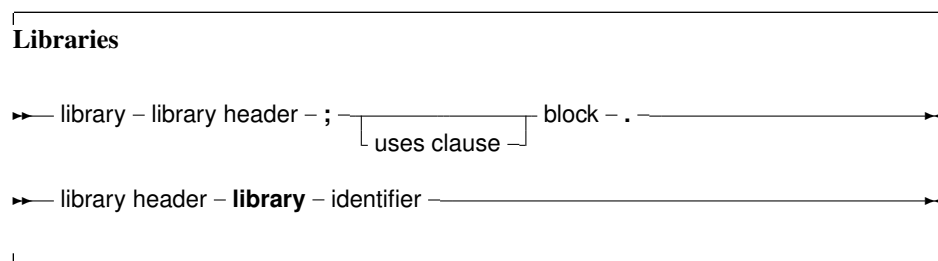 Libraries
library – library header – ; block – .
uses clause
library header – library – identifier